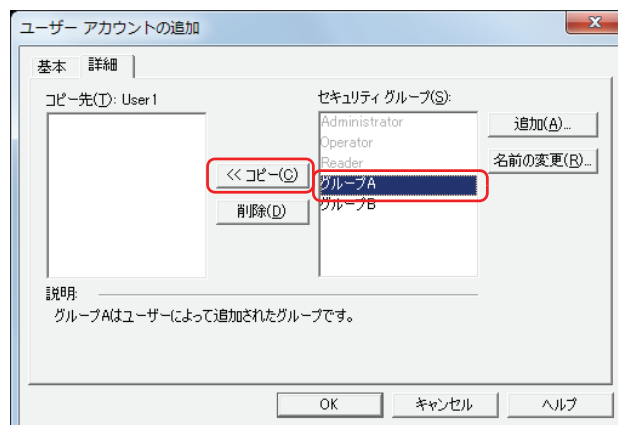 ユーザー アカウントの追加
基本 詳細
コピー先(T): User1
セキュリティ グループ(S):
Administrator
Operator
Reader
グループA
グループB
<< コピー(C)
削除(D)
追加(A)...
名前の変更(R)...
説明:
グループAはユーザーによって追加されたグループです。
OK キャンセル ヘルプ